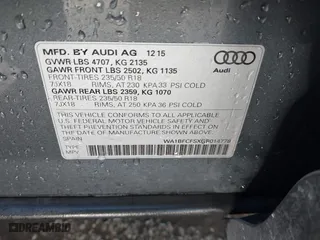 MFD. BY AUDI AG 12 15
GVWR LBS 4707, KG 2135
GAWR FRONT LBS 2502, KG 1135
FRONT-TIRES 235/50 R18
7JX18 RIMS, AT 230 KPA 33 PSI COLD
GAWR REAR LBS 2359, KG 1070
REAR-TIRES 235/50 R18
7JX18 RIMS, AT 250 KPA 36 PSI COLD
THIS VEHICLE CONFORMS TO ALL APPLICABLE
FEDERAL MOTOR VEHICLE SAFETY, BUMPER
AND THEFT PREVENTION STANDARDS IN
EFFECT ON THE DATE OF MANUFACTURE
TYPE
MPV
Audi
AUTOBIDMASTER